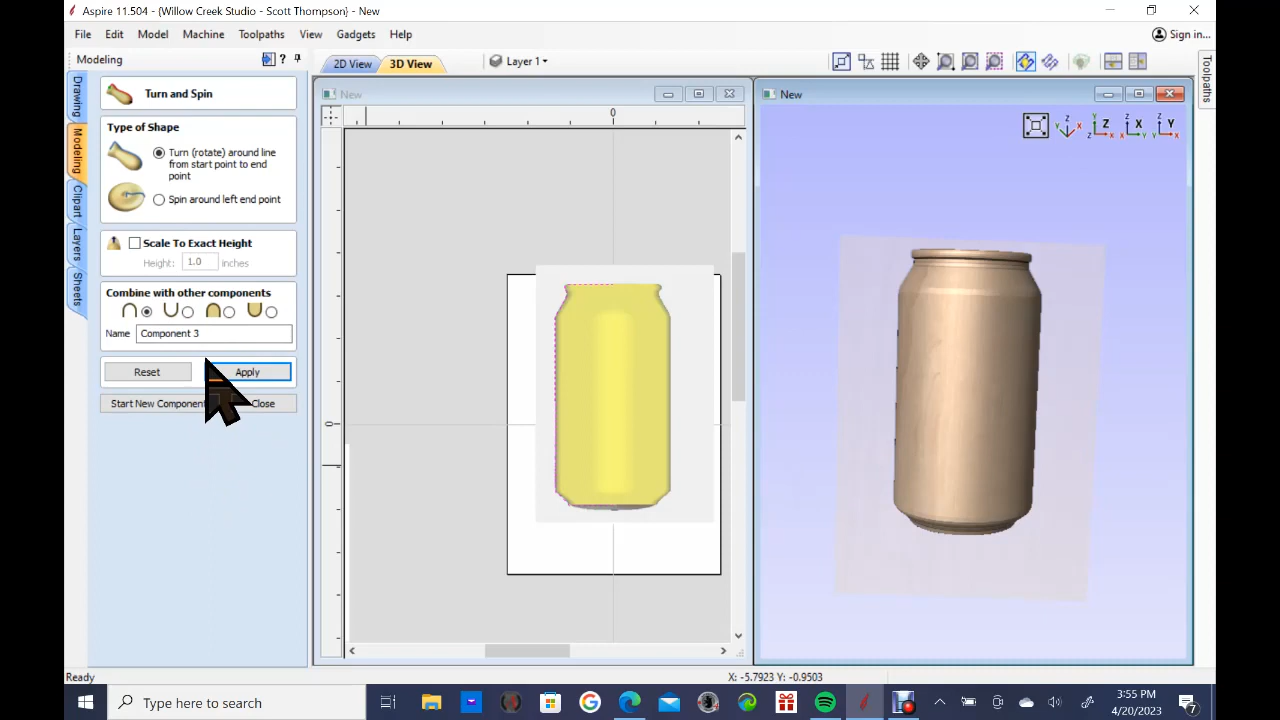 Aspire 11.504 - {Willow Creek Studio - Scott Thompson} - New
File Edit Model Machine Toolpaths View Gadgets Help
Sign in...
Modeling
?
2D View
3D View
Layer 1
Drawing
Modeling
Clipart
Layers
Sheets
Turn and Spin
Type of Shape
Turn (rotate) around line
from start point to end
point
Spin around left end point
Scale To Exact Height
Height: 1.0 inches
Combine with other components
Name Component 3
Reset
Apply
Start New Component
Close
New
0
0
New
Z
X
Y
Toolpaths
Ready
X: -5.7923 Y: -0.9503
Type here to search
3:55 PM
4/20/2023
7